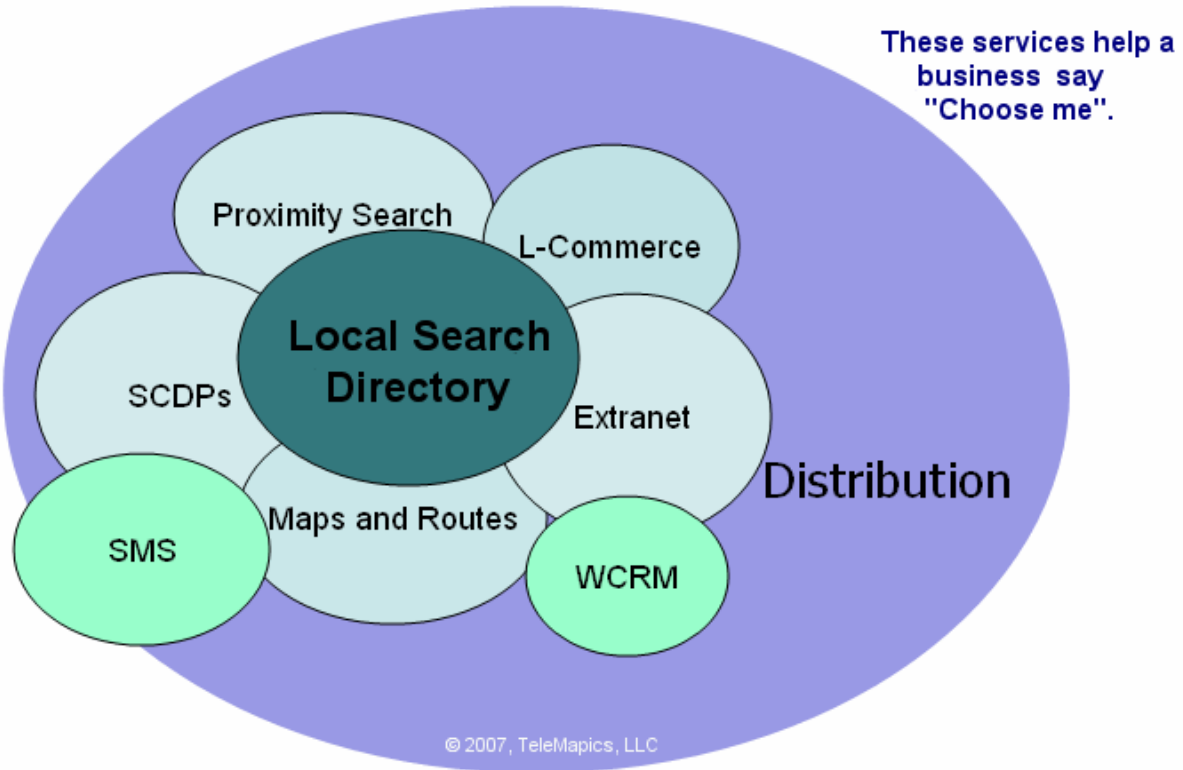 These services help a
business say
"Choose me".
Proximity Search
L-Commerce
Local Search
Directory
SCDPs
Extranet
Distribution
Maps and Routes
SMS
WCRM
© 2007, TeleMapics, LLC